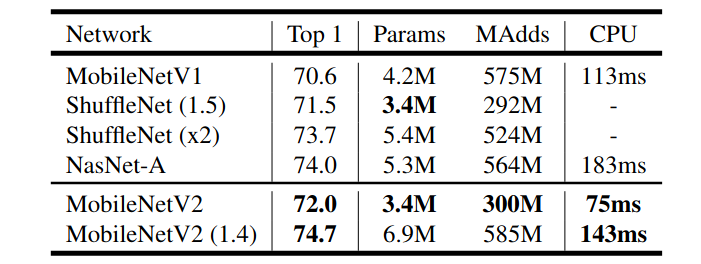 Network Top 1 Params MAdds CPU
MobileNetV1 70.6 4.2M 575M 113ms
ShuffleNet (1.5) 71.5 3.4M 292M -
ShuffleNet (x2) 73.7 5.4M 524M -
NasNet-A 74.0 5.3M 564M 183ms
MobileNetV2 72.0 3.4M 300M 75ms
MobileNetV2 (1.4) 74.7 6.9M 585M 143ms